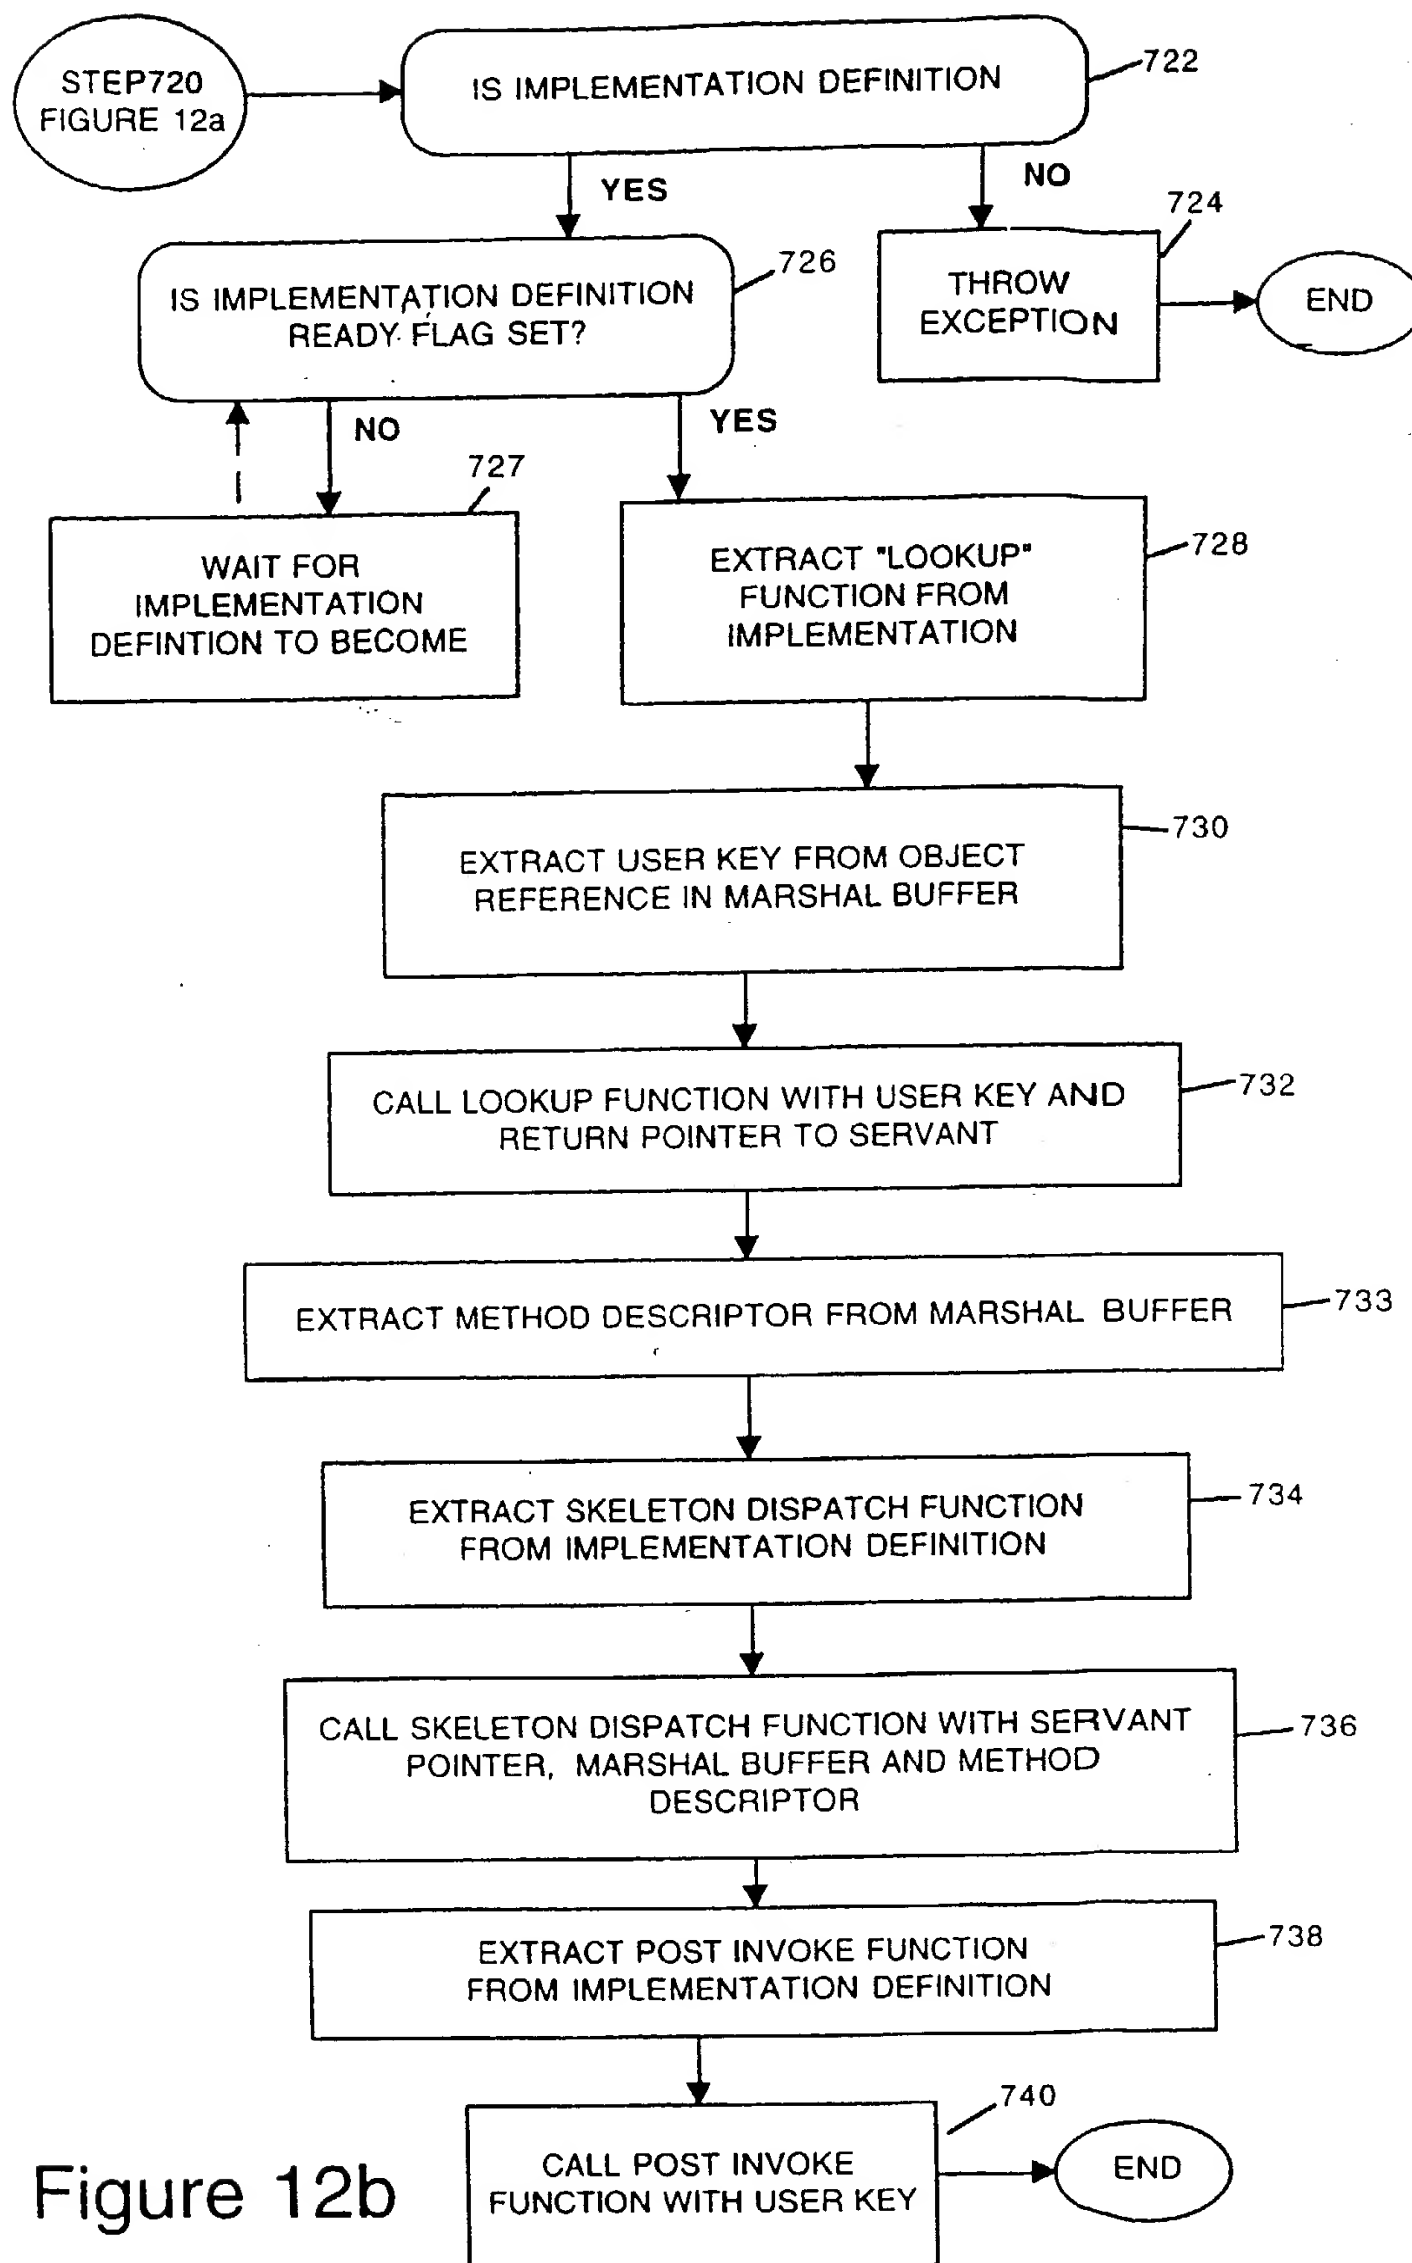 STEP720
FIGURE 12a
IS IMPLEMENTATION DEFINITION
722
YES
NO
724
IS IMPLEMENTATION DEFINITION
READY FLAG SET?
726
THROW
EXCEPTION
END
NO
YES
727
WAIT FOR
IMPLEMENTATION
DEFINTION TO BECOME
EXTRACT "LOOKUP"
FUNCTION FROM
IMPLEMENTATION
728
EXTRACT USER KEY FROM OBJECT
REFERENCE IN MARSHAL BUFFER
730
CALL LOOKUP FUNCTION WITH USER KEY AND
RETURN POINTER TO SERVANT
732
EXTRACT METHOD DESCRIPTOR FROM MARSHAL BUFFER
733
EXTRACT SKELETON DISPATCH FUNCTION
FROM IMPLEMENTATION DEFINITION
734
CALL SKELETON DISPATCH FUNCTION WITH SERVANT
POINTER, MARSHAL BUFFER AND METHOD
DESCRIPTOR
736
EXTRACT POST INVOKE FUNCTION
FROM IMPLEMENTATION DEFINITION
738
740
CALL POST INVOKE
FUNCTION WITH USER KEY
END
Figure 12b